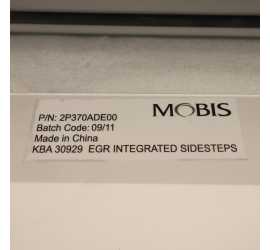 MOBIS
P/N: 2P370ADE00
Batch Code: 09/11
Made in China
KBA 30929 EGR INTEGRATED SIDESTEPS